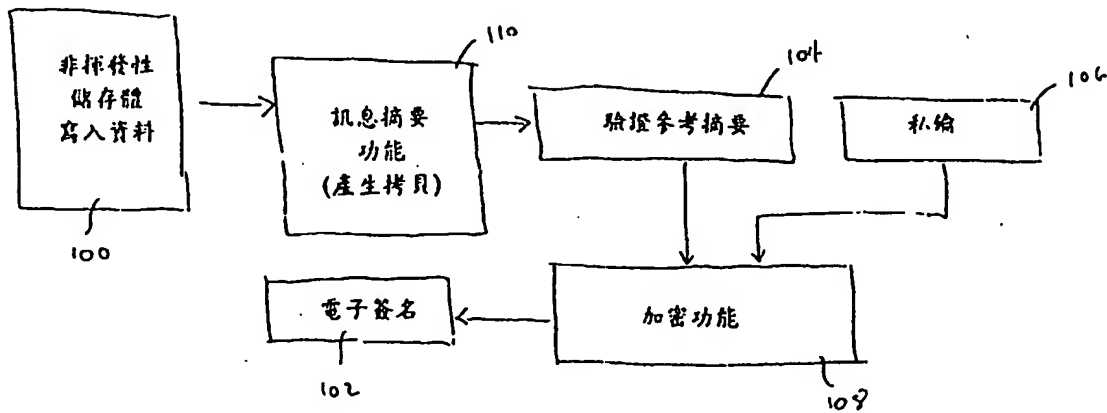 非揮發性
儲存體
寫入資料
100
訊息摘要
功能
(產生拷貝)
110
驗證參考摘要
104
私鑰
106
加密功能
108
電子簽名
102